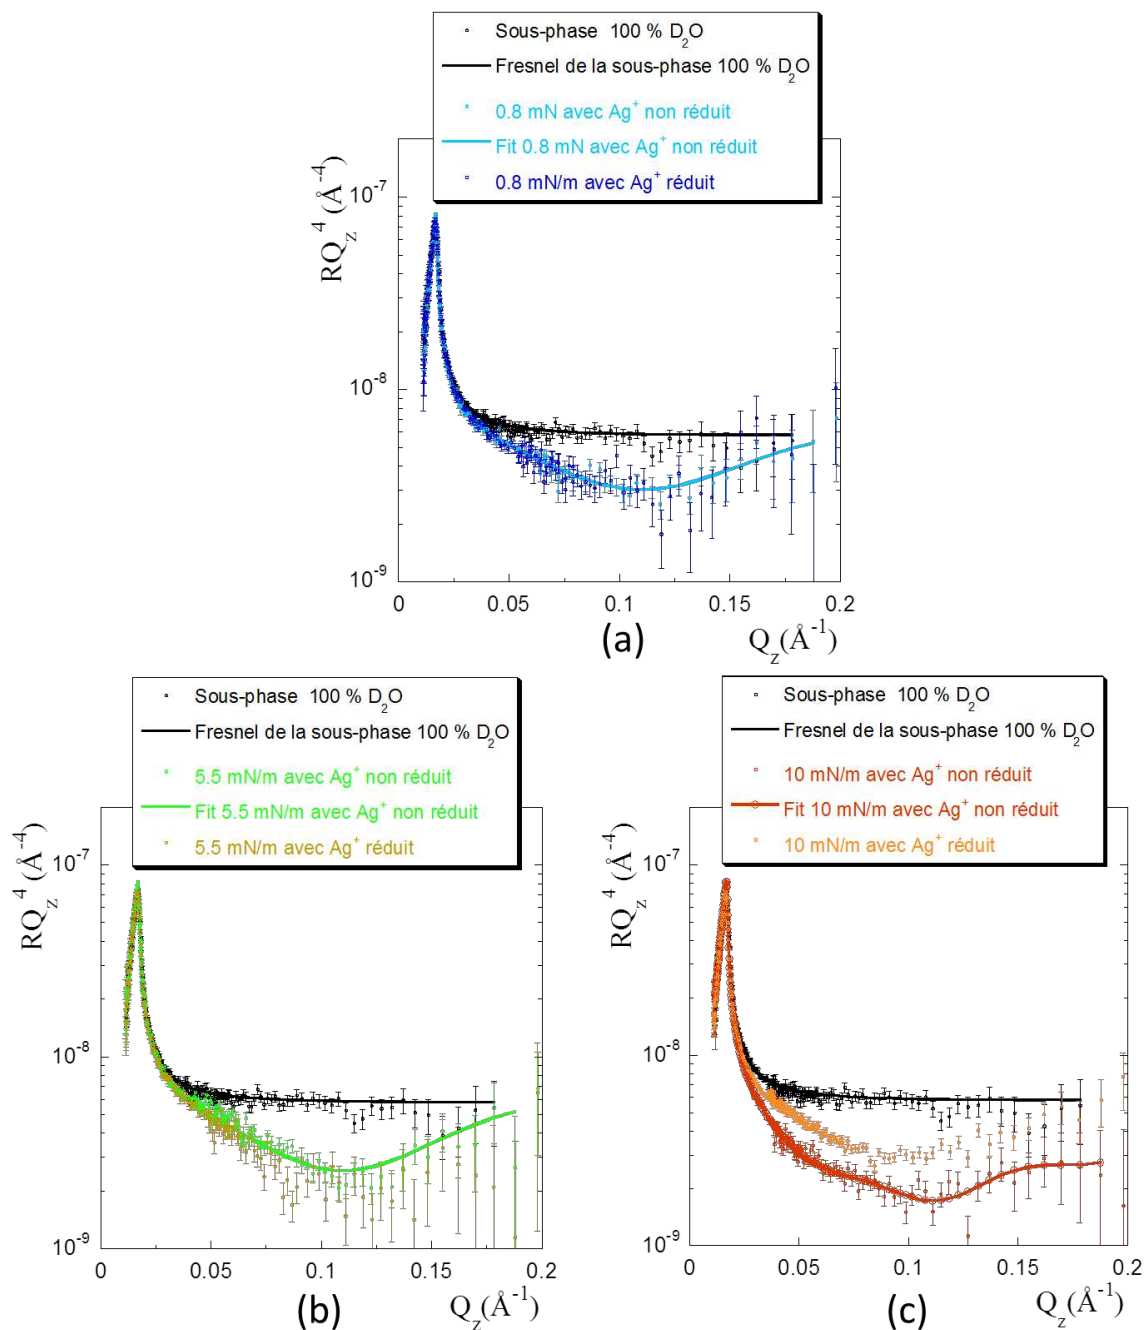 Sous-phase 100 % D₂O
Fresnel de la sous-phase 100 % D₂O
0.8 mN avec Ag⁺ non réduit
Fit 0.8 mN avec Ag⁺ non réduit
0.8 mN/m avec Ag⁺ réduit
RQ_z⁴ (Å⁻⁴)
10⁻⁷
10⁻⁸
10⁻⁹
0 0.05 0.1 0.15 0.2
(a) Q_z(Å⁻¹)
Sous-phase 100 % D₂O
Fresnel de la sous-phase 100 % D₂O
5.5 mN/m avec Ag⁺ non réduit
Fit 5.5 mN/m avec Ag⁺ non réduit
5.5 mN/m avec Ag⁺ réduit
RQ_z⁴ (Å⁻⁴)
10⁻⁷
10⁻⁸
10⁻⁹
0 0.05 0.1 0.15 0.2
(b) Q_z(Å⁻¹)
Sous-phase 100 % D₂O
Fresnel de la sous-phase 100 % D₂O
10 mN/m avec Ag⁺ non réduit
Fit 10 mN/m avec Ag⁺ non réduit
10 mN/m avec Ag⁺ réduit
RQ_z⁴ (Å⁻⁴)
10⁻⁷
10⁻⁸
10⁻⁹
0 0.05 0.1 0.15 0.2
(c) Q_z(Å⁻¹)